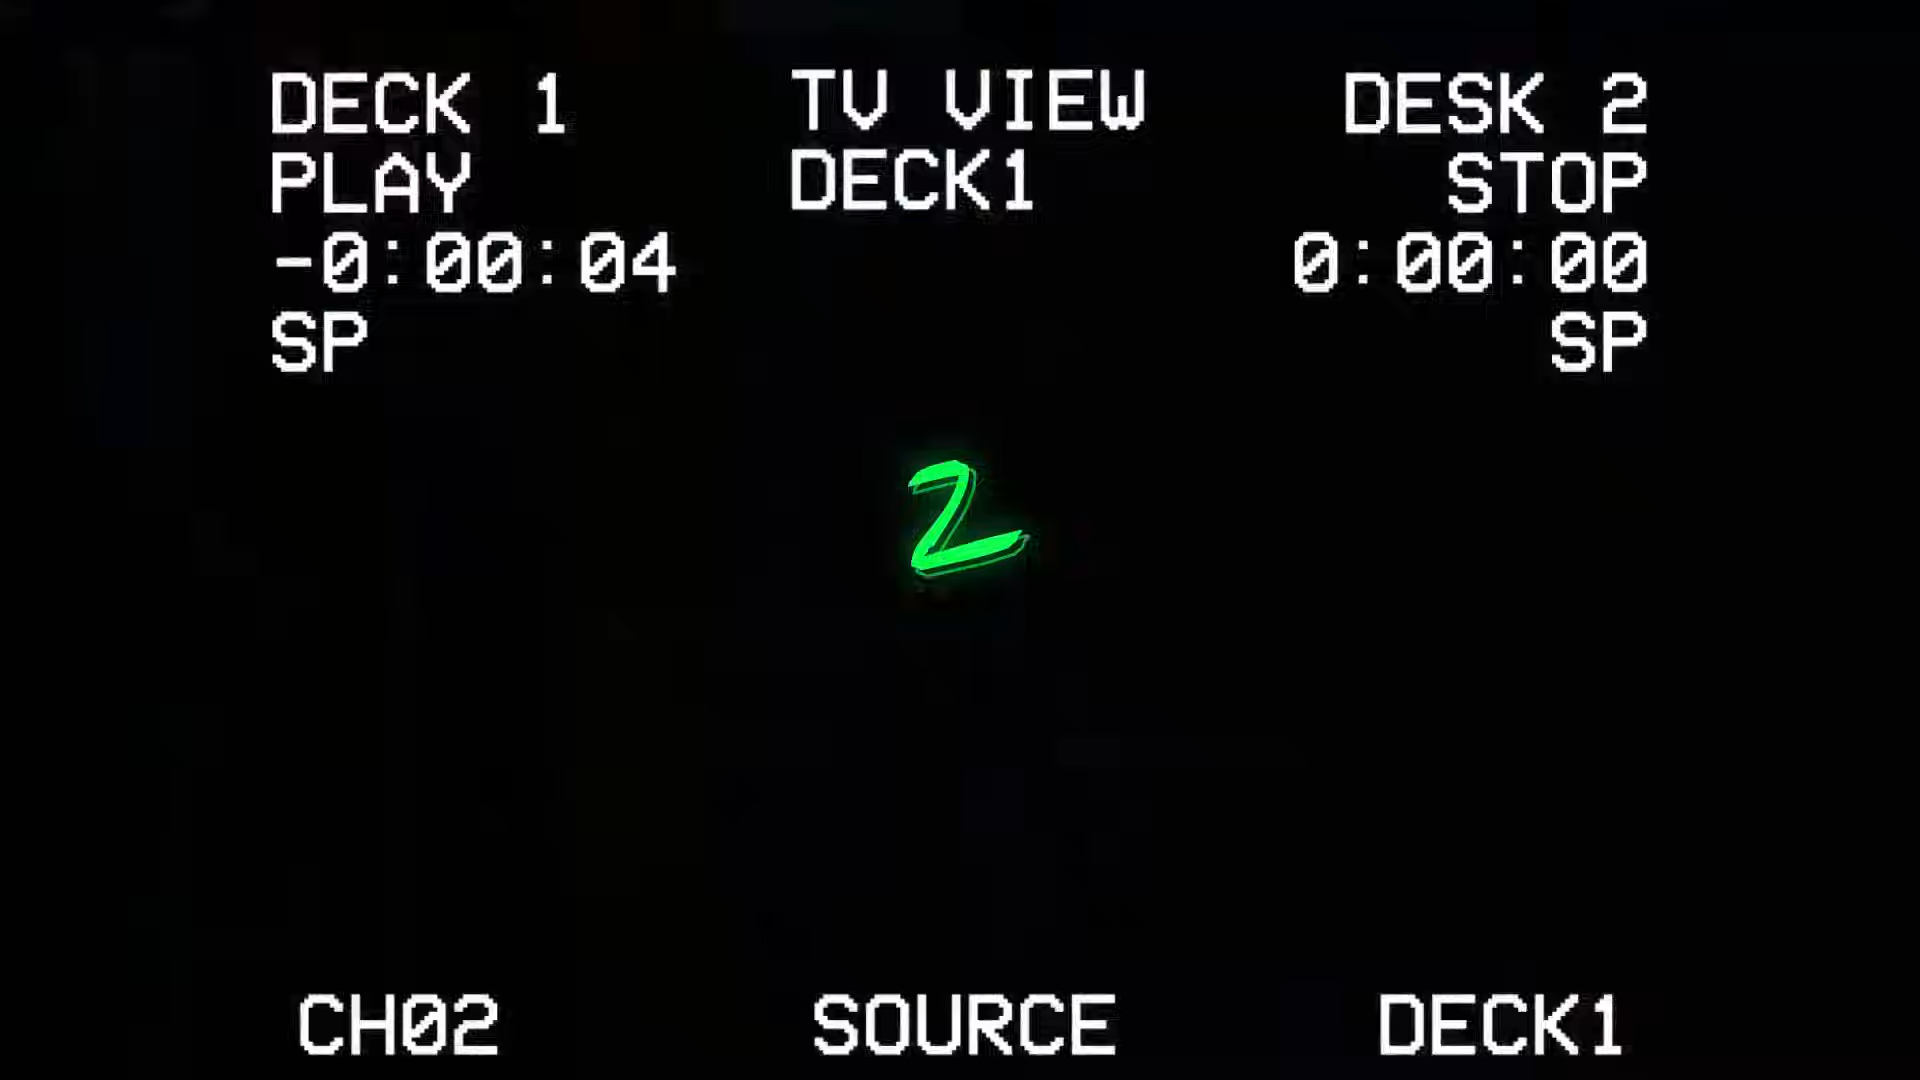 DECK 1
PLAY
-0:00:04
SP
TV VIEW
DECK1
DESK 2
STOP
0:00:00
SP
2
CH02
SOURCE
DECK1